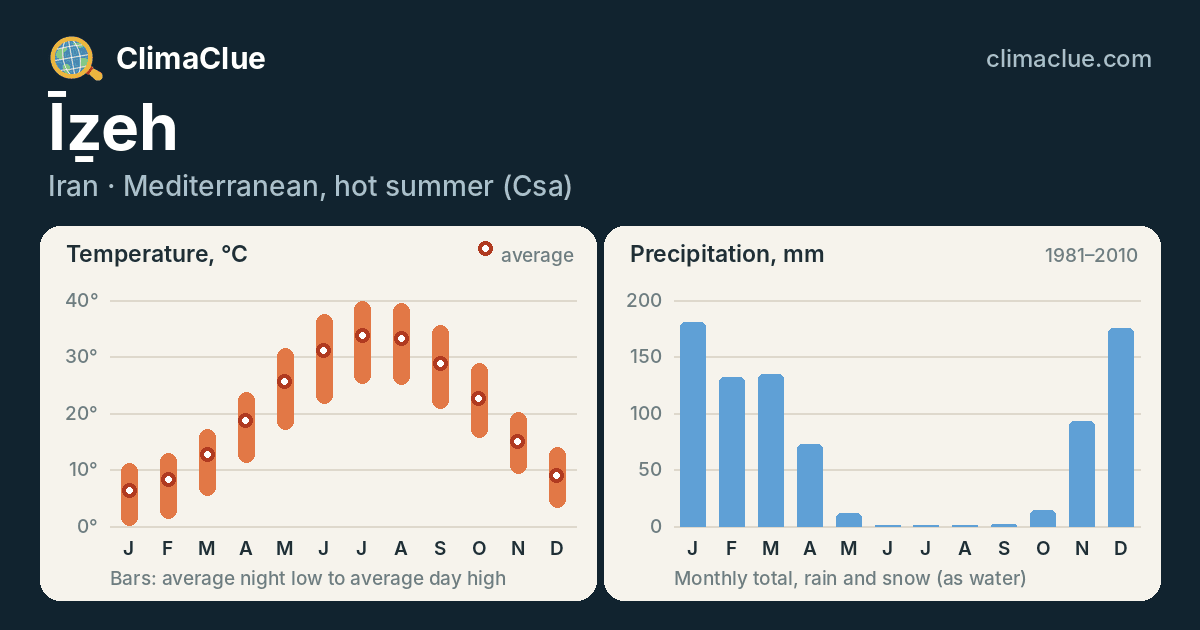 ClimaClue
climaclue.com
Īẕeh
Iran · Mediterranean, hot summer (Csa)
Temperature, °C
average
40°
30°
20°
10°
0°
J F M A M J J A S O N D
Bars: average night low to average day high
Precipitation, mm
1981–2010
200
150
100
50
0
J F M A M J J A S O N D
Monthly total, rain and snow (as water)